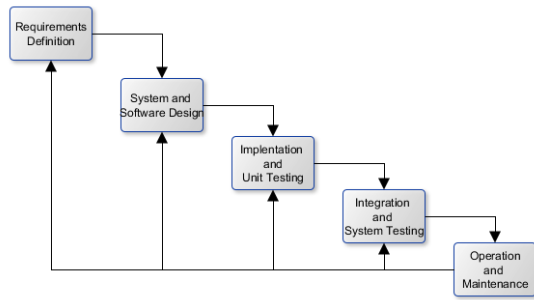 Requirements
Definition
System and
Software Design
Implentation
and
Unit Testing
Integration
and
System Testing
Operation
and
Maintenance